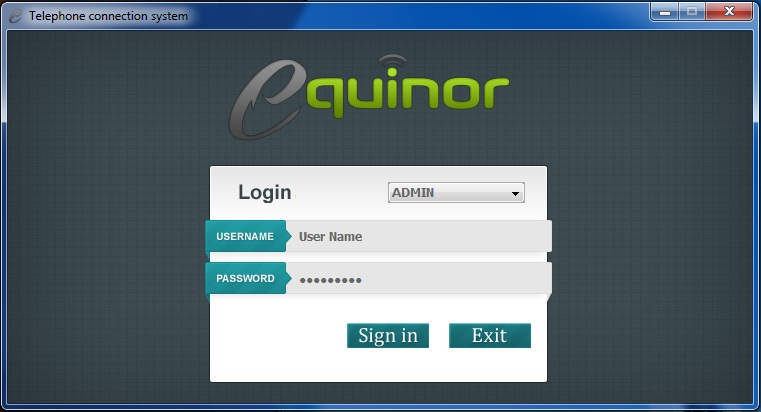 Telephone connection system
equinor
Login
ADMIN
USERNAME
User Name
PASSWORD
•••••••••
Sign in
Exit